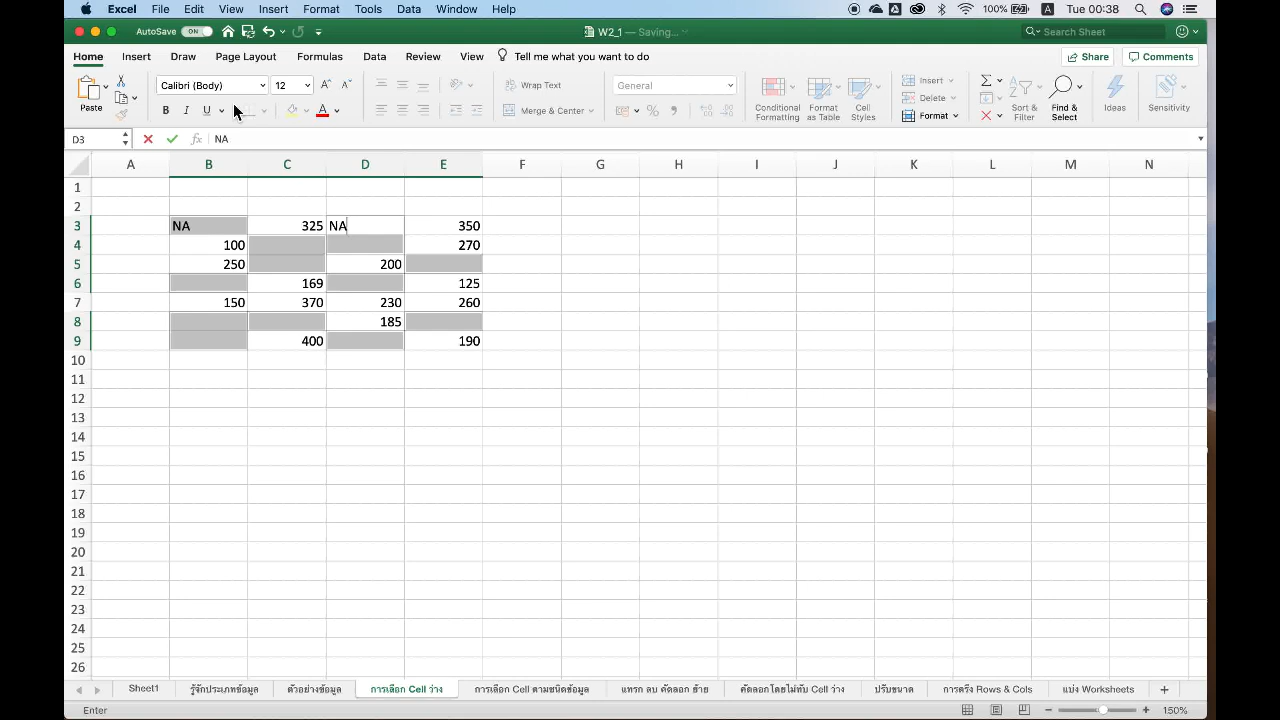 Excel File Edit View Insert Format Tools Data Window Help 100% A Tue 00:38
AutoSave ON W2_1 — Saving... Search Sheet
Home Insert Draw Page Layout Formulas Data Review View Tell me what you want to do Share Comments
Calibri (Body) 12 Wrap Text General Insert
Paste B I U A Merge & Center % Conditional Formatting Format as Table Cell Styles Delete Format Sort & Filter Find & Select Ideas Sensitivity
D3 fx NA
A B C D E F G H I J K L M N
1
2
3 NA 325 NA 350
4 100 270
5 250 200
6 169 125
7 150 370 230 260
8 185
9 400 190
10
11
12
13
14
15
16
17
18
19
20
21
22
23
24
25
26
Sheet1 รู้จักประเภทข้อมูล ตัวอย่างข้อมูล การเลือก Cell ว่าง การเลือก Cell ตามชนิดข้อมูล แทรก ลบ คัดลอก ย้าย คัดลอกโดยไม่ทับ Cell ว่าง ปรับขนาด การตรึง Rows & Cols แบ่ง Worksheets
Enter 150%